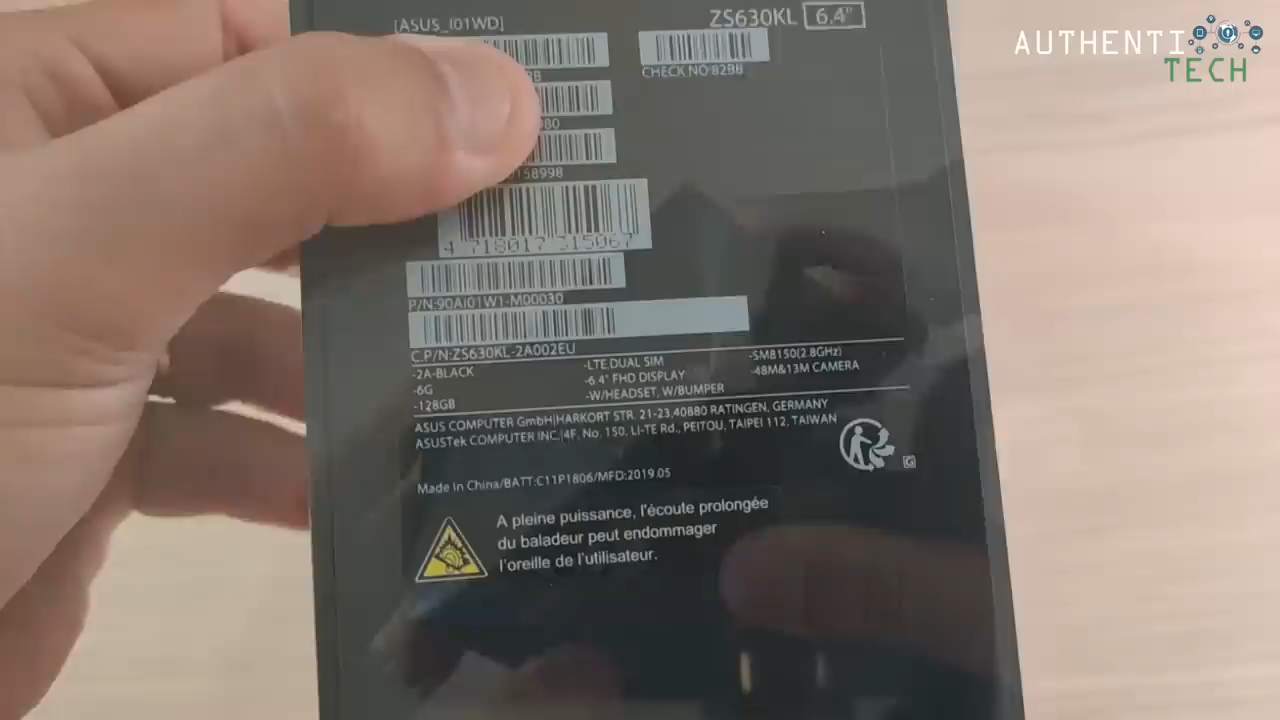 [ASUS_I01WD]
ZS630KL 6.4"
AUTHENTI
TECH
CHECK NO:82BB
158998
4 718017 315067
P/N:90AI01W1-M00030
C.P/N:ZS630KL-2A002EU
-2A-BLACK
-LTE,DUAL SIM
-SM8150(2.8GHz)
-6G
-6.4" FHD DISPLAY
-48M&13M CAMERA
-128GB
-W/HEADSET, W/BUMPER
ASUS COMPUTER GmbH|HARKORT STR. 21-23,40880 RATINGEN, GERMANY
ASUSTek COMPUTER INC.|4F, No. 150, LI-TE Rd., PEITOU, TAIPEI 112, TAIWAN
Made in China/BATT:C11P1806/MFD:2019.05
A pleine puissance, l'écoute prolongée
du baladeur peut endommager
l'oreille de l'utilisateur.